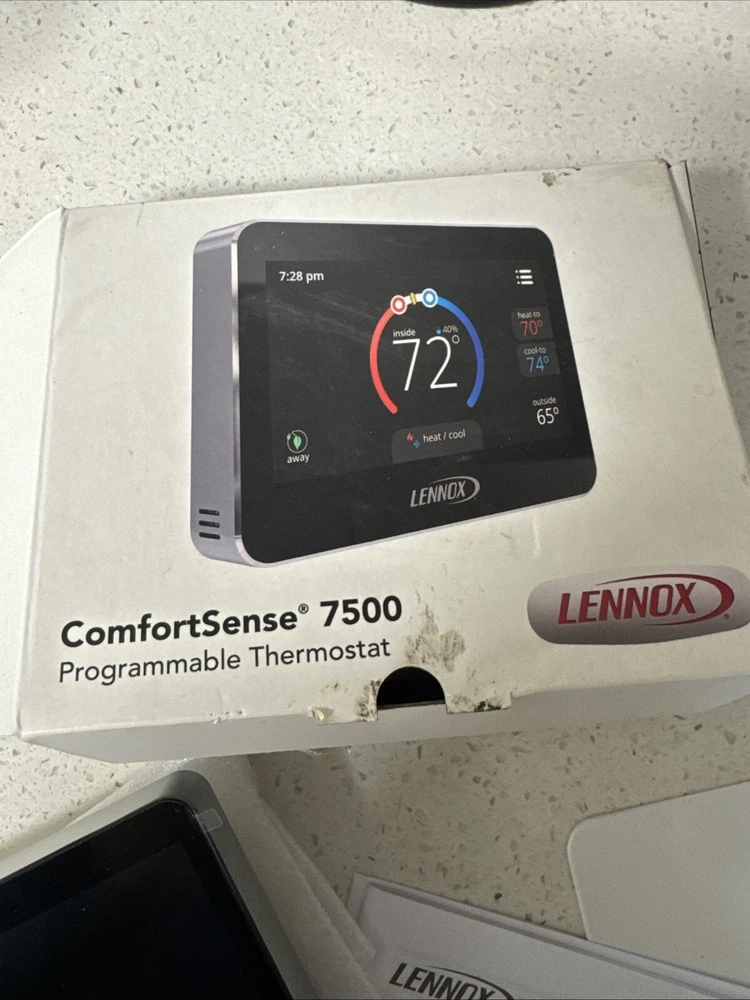 7:28 pm
inside
40%
72°
heat-to
70°
cool-to
74°
outside
65°
away
heat / cool
LENNOX
ComfortSense® 7500
Programmable Thermostat
LENNOX®
LENNOX